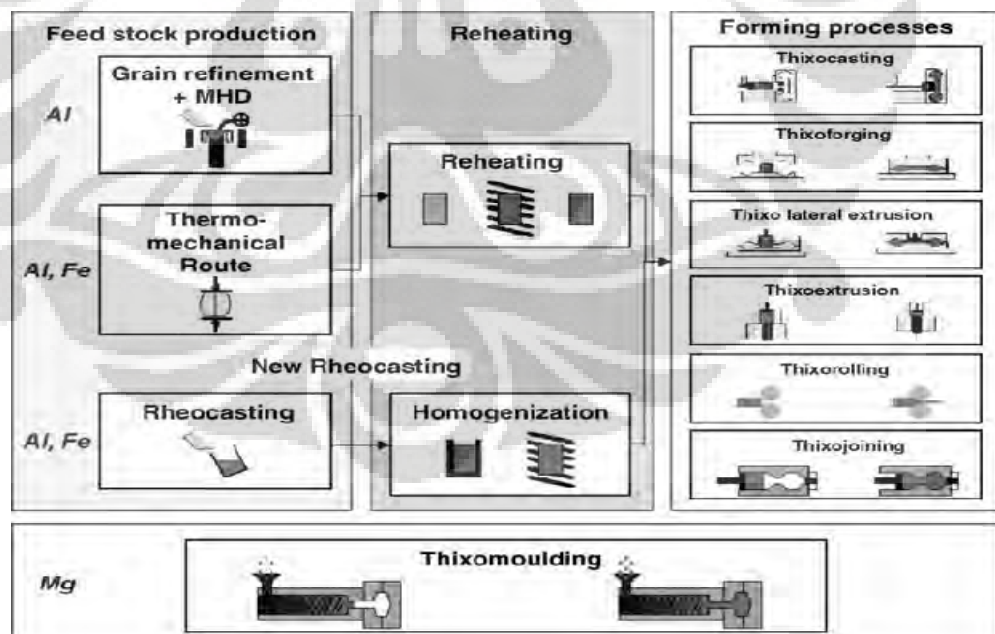 Feed stock production
Grain refinement
+ MHD
Al
Thermo-
mechanical
Route
Al, Fe
Rheocasting
Al, Fe
New Rheocasting
Reheating
Reheating
Homogenization
Forming processes
Thixocasting
Thixoforging
Thixo lateral extrusion
Thixoextrusion
Thixorolling
Thixojoining
Mg
Thixomoulding